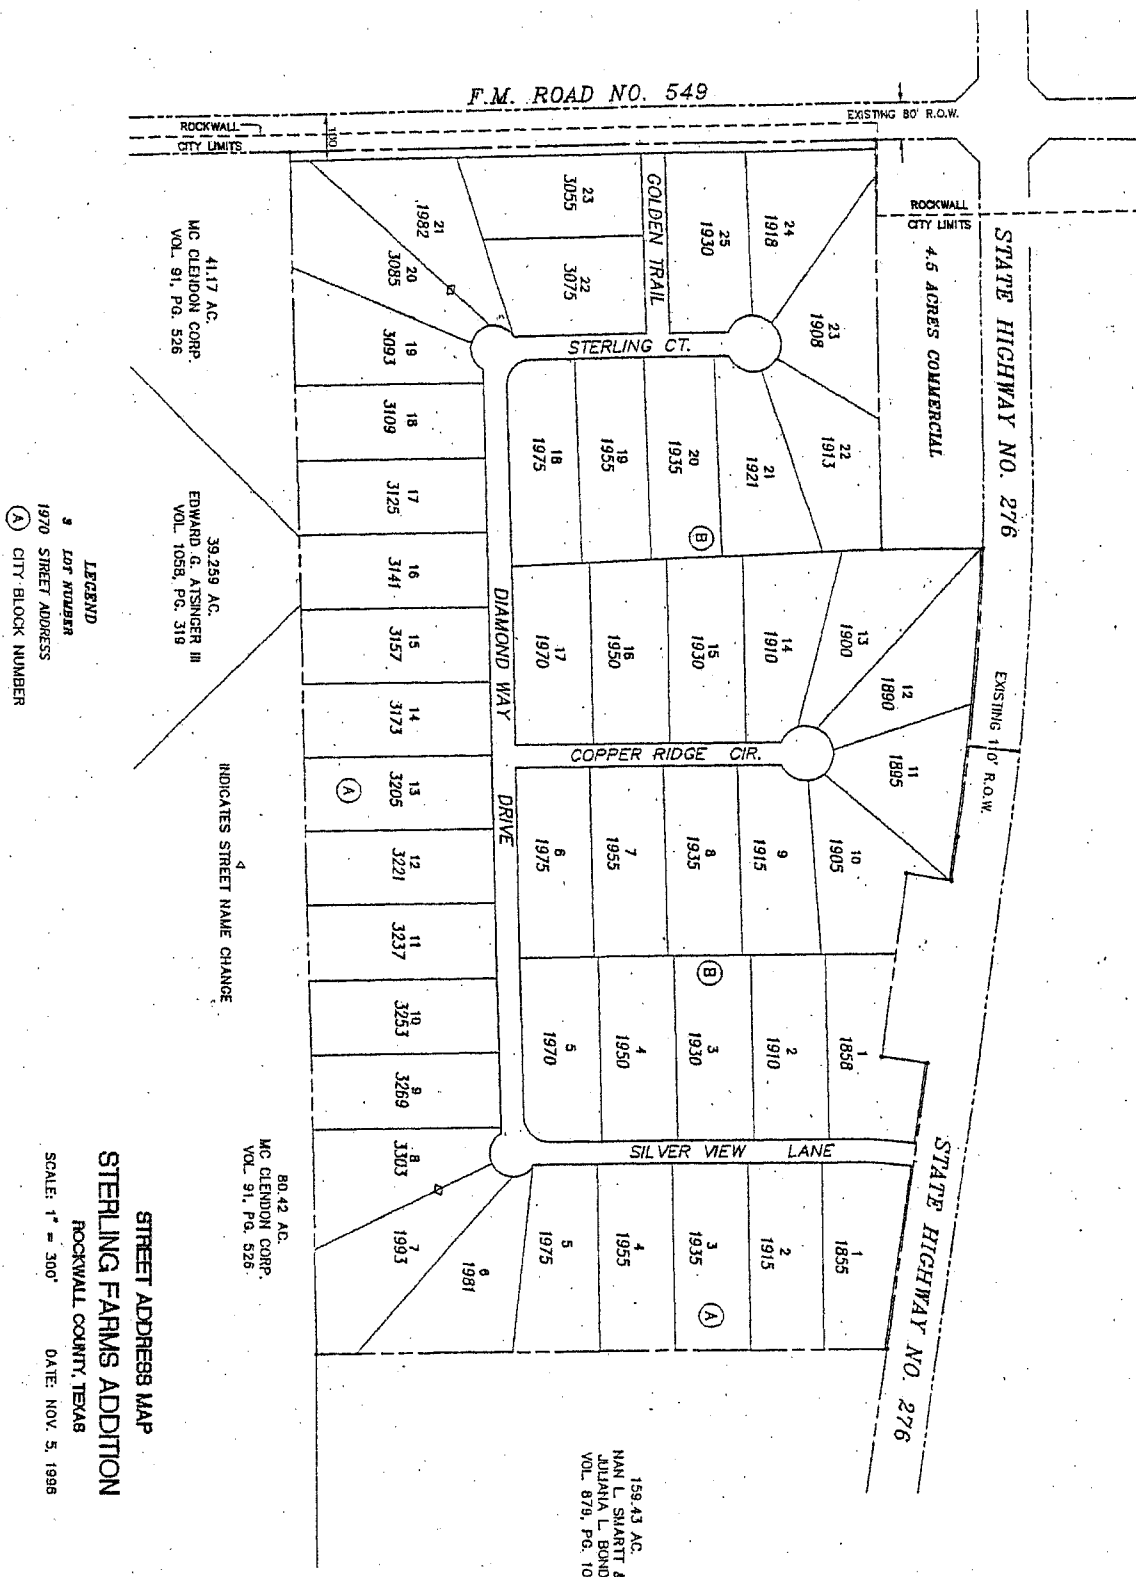 F.M. ROAD NO. 549
EXISTING 80' R.O.W.
ROCKWALL
CITY LIMITS
100
ROCKWALL
CITY LIMITS
STATE HIGHWAY NO. 276
4.5 ACRES COMMERCIAL
EXISTING 110' R.O.W.
STATE HIGHWAY NO. 276
GOLDEN TRAIL
STERLING CT.
DIAMOND WAY DRIVE
COPPER RIDGE CIR.
SILVER VIEW LANE
24
1918
25
1930
23
3055
22
3075
21
1982
20
3085
23
1908
22
1913
21
1921
20
1935
19
1955
18
1975
B
19
3093
18
3109
17
3125
16
3141
15
3157
14
3173
13
3205
A
12
3221
11
3237
10
3253
9
3269
8
3303
7
1993
6
1981
13
1900
14
1910
15
1930
16
1950
17
1970
12
1890
11
1895
10
1905
9
1915
8
1935
7
1955
6
1975
B
1
1858
2
1910
3
1930
4
1950
5
1970
1
1855
2
1915
3
1935
A
4
1955
5
1975
41.17 AC.
MC CLENDON CORP.
VOL. 91, PG. 526
39.259 AC.
EDWARD G. ATSINGER III
VOL. 1058, PG. 319
80.42 AC.
MC CLENDON CORP.
VOL. 91, PG. 526
159.43 AC.
NAN L. SMARTT &
JULIANA L. BOND
VOL. 879, PG. 10
4
INDICATES STREET NAME CHANGE
LEGEND
9 LOT NUMBER
1970 STREET ADDRESS
A CITY BLOCK NUMBER
STREET ADDRESS MAP
STERLING FARMS ADDITION
ROCKWALL COUNTY, TEXAS
SCALE: 1" = 300' DATE: NOV. 5, 1996